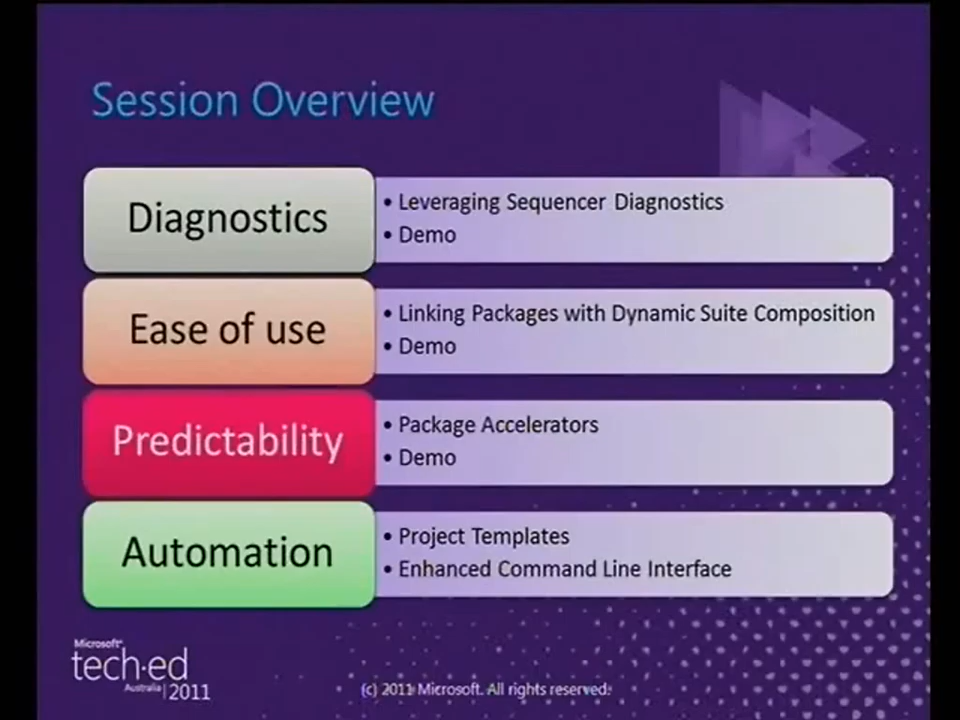 Session Overview
Diagnostics
• Leveraging Sequencer Diagnostics
• Demo
Ease of use
• Linking Packages with Dynamic Suite Composition
• Demo
Predictability
• Package Accelerators
• Demo
Automation
• Project Templates
• Enhanced Command Line Interface
Microsoft®
tech·ed
Australia | 2011
(c) 2011 Microsoft. All rights reserved.